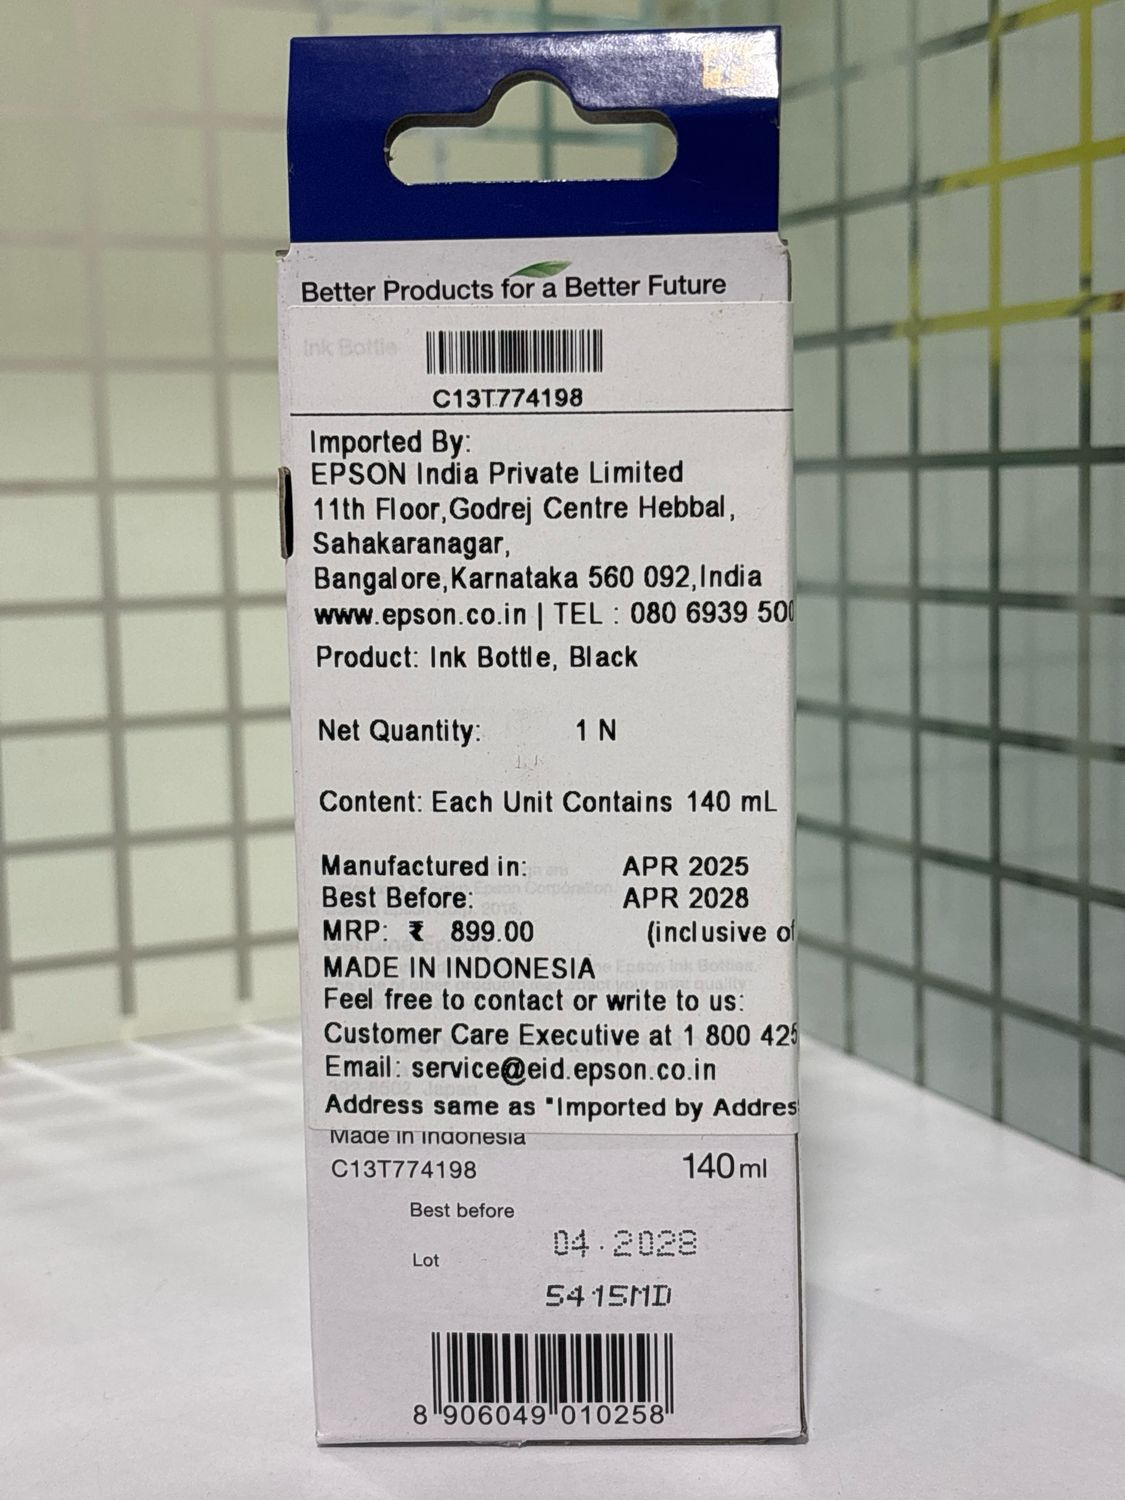 Better Products for a Better Future
Ink Bottle
C13T774198
Imported By:
EPSON India Private Limited
11th Floor,Godrej Centre Hebbal,
Sahakaranagar,
Bangalore,Karnataka 560 092,India
www.epson.co.in | TEL : 080 6939 500
Product: Ink Bottle, Black
Net Quantity: 1 N
Content: Each Unit Contains 140 mL
Manufactured in: APR 2025
Best Before: APR 2028
MRP: ₹ 899.00 (inclusive of
MADE IN INDONESIA
Feel free to contact or write to us:
Customer Care Executive at 1 800 425
Email: service@eid.epson.co.in
Address same as "Imported by Addres
Made in Indonesia
C13T774198 140 ml
Best before 04.2028
Lot 5415MD
8 906049 010258